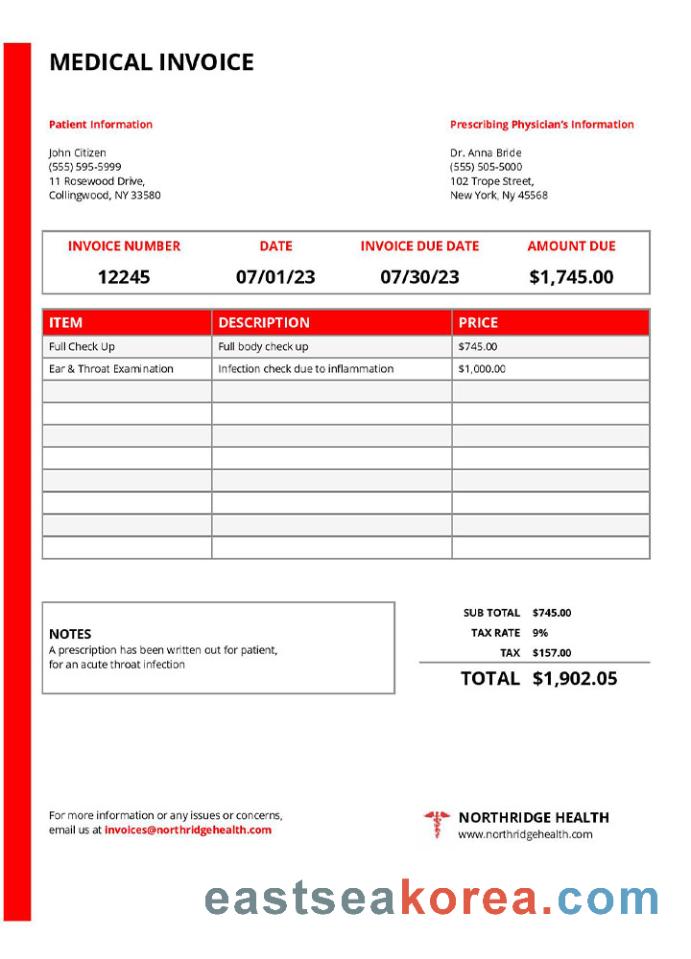 MEDICAL INVOICE
Patient Information
John Citizen
(555) 595-5999
11 Rosewood Drive,
Collingwood, NY 33580
Prescribing Physician's Information
Dr. Anna Bride
(555) 505-5000
102 Trope Street,
New York, Ny 45568
INVOICE NUMBER DATE INVOICE DUE DATE AMOUNT DUE
12245 07/01/23 07/30/23 $1,745.00
ITEM DESCRIPTION PRICE
Full Check Up Full body check up $745.00
Ear & Throat Examination Infection check due to inflammation $1,000.00
NOTES
A prescription has been written out for patient,
for an acute throat infection
SUB TOTAL $745.00
TAX RATE 9%
TAX $157.00
TOTAL $1,902.05
For more information or any issues or concerns,
email us at invoices@northridgehealth.com
NORTHRIDGE HEALTH
www.northridgehealth.com
eastseakorea.com